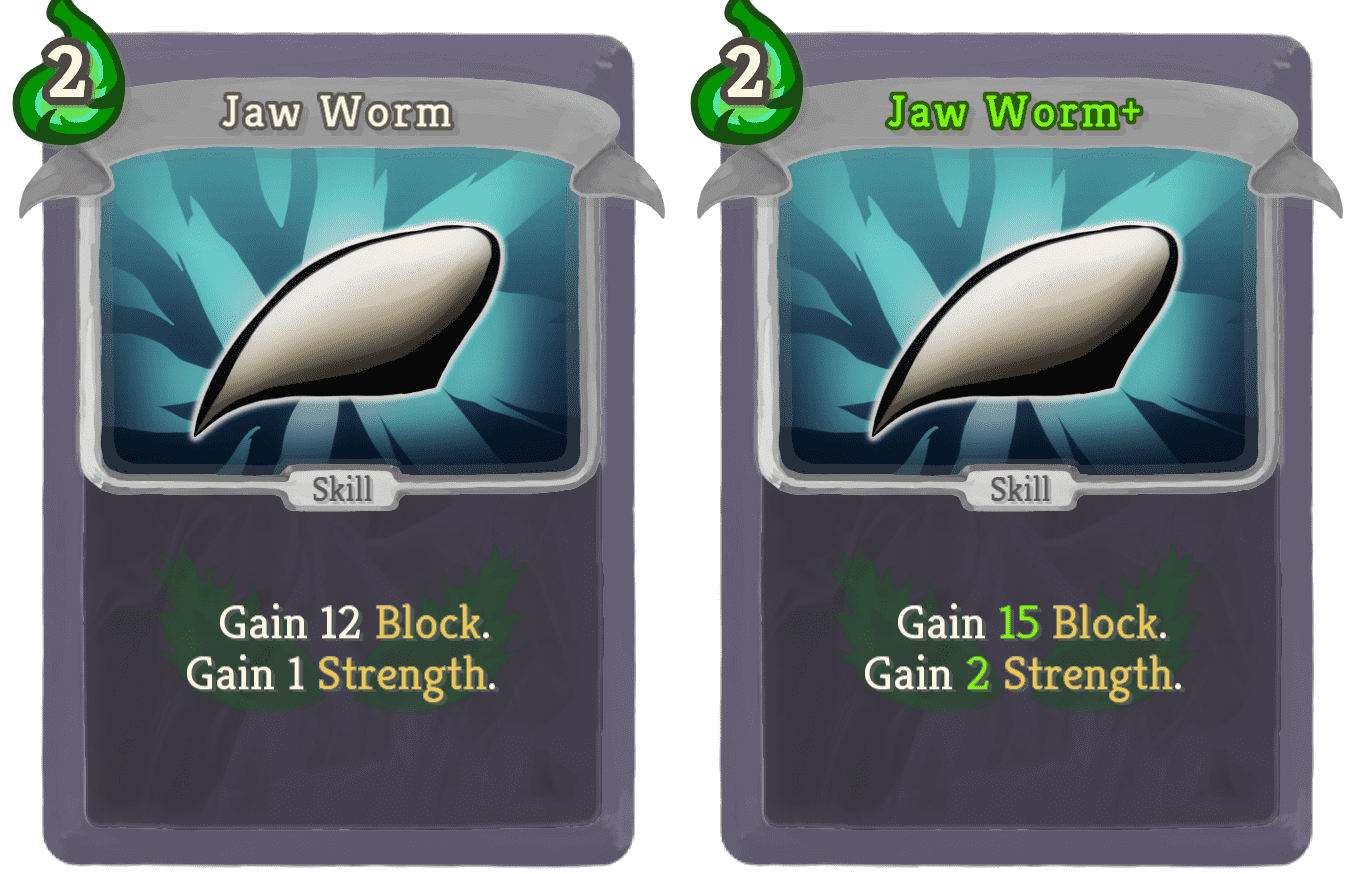 2
Jaw Worm
Skill
Gain 12 Block.
Gain 1 Strength.
2
Jaw Worm+
Skill
Gain 15 Block.
Gain 2 Strength.